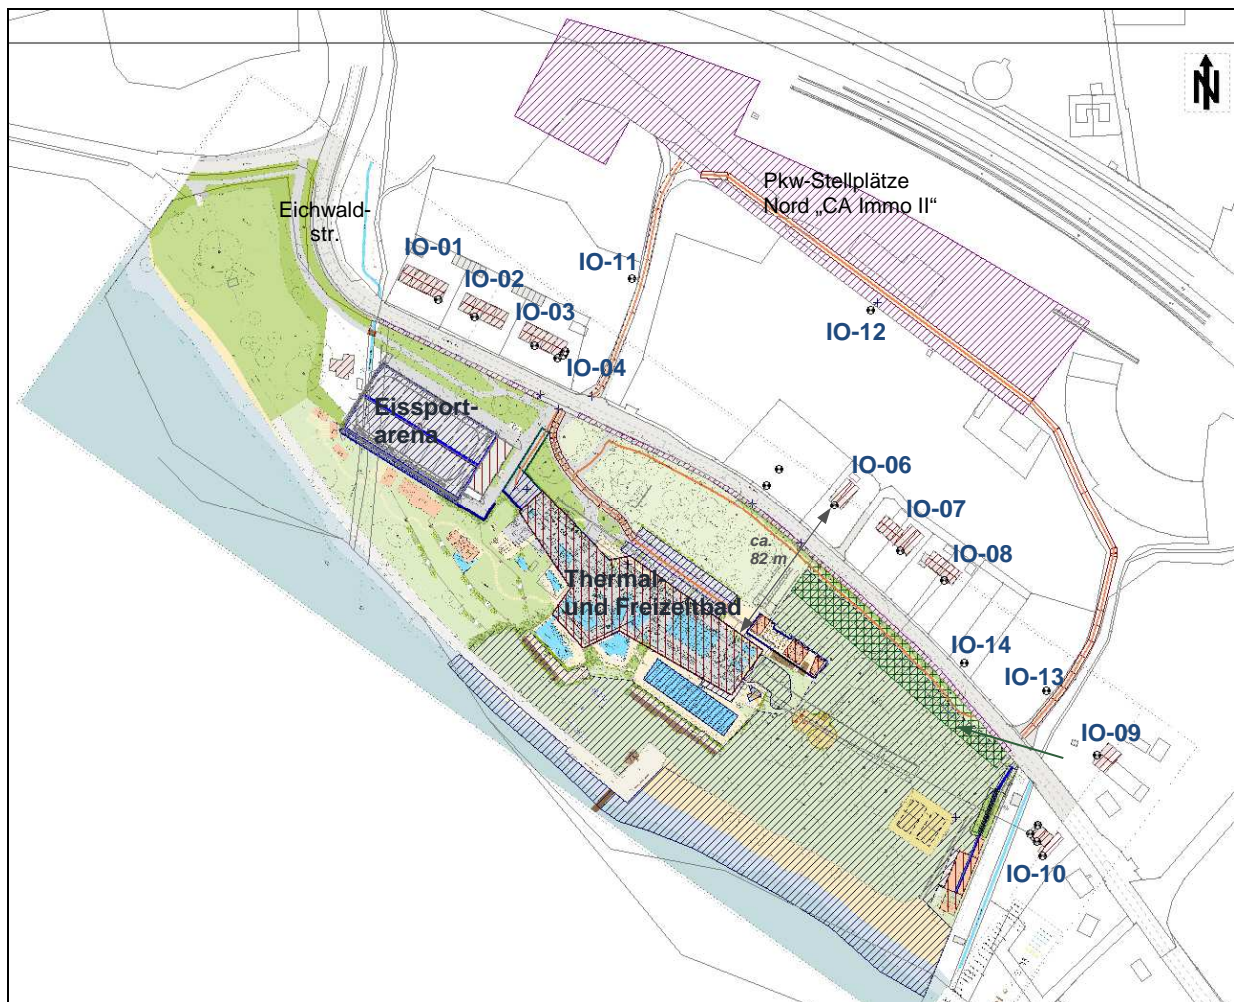 N
Pkw-Stellplätze
Nord „CA Immo II“
Eichwald-
str.
IO-01
IO-02
IO-03
IO-04
IO-11
IO-12
Eissport-
arena
IO-06
IO-07
IO-08
ca.
82 m
Thermal-
und Freizeitbad
IO-14
IO-13
IO-09
IO-10